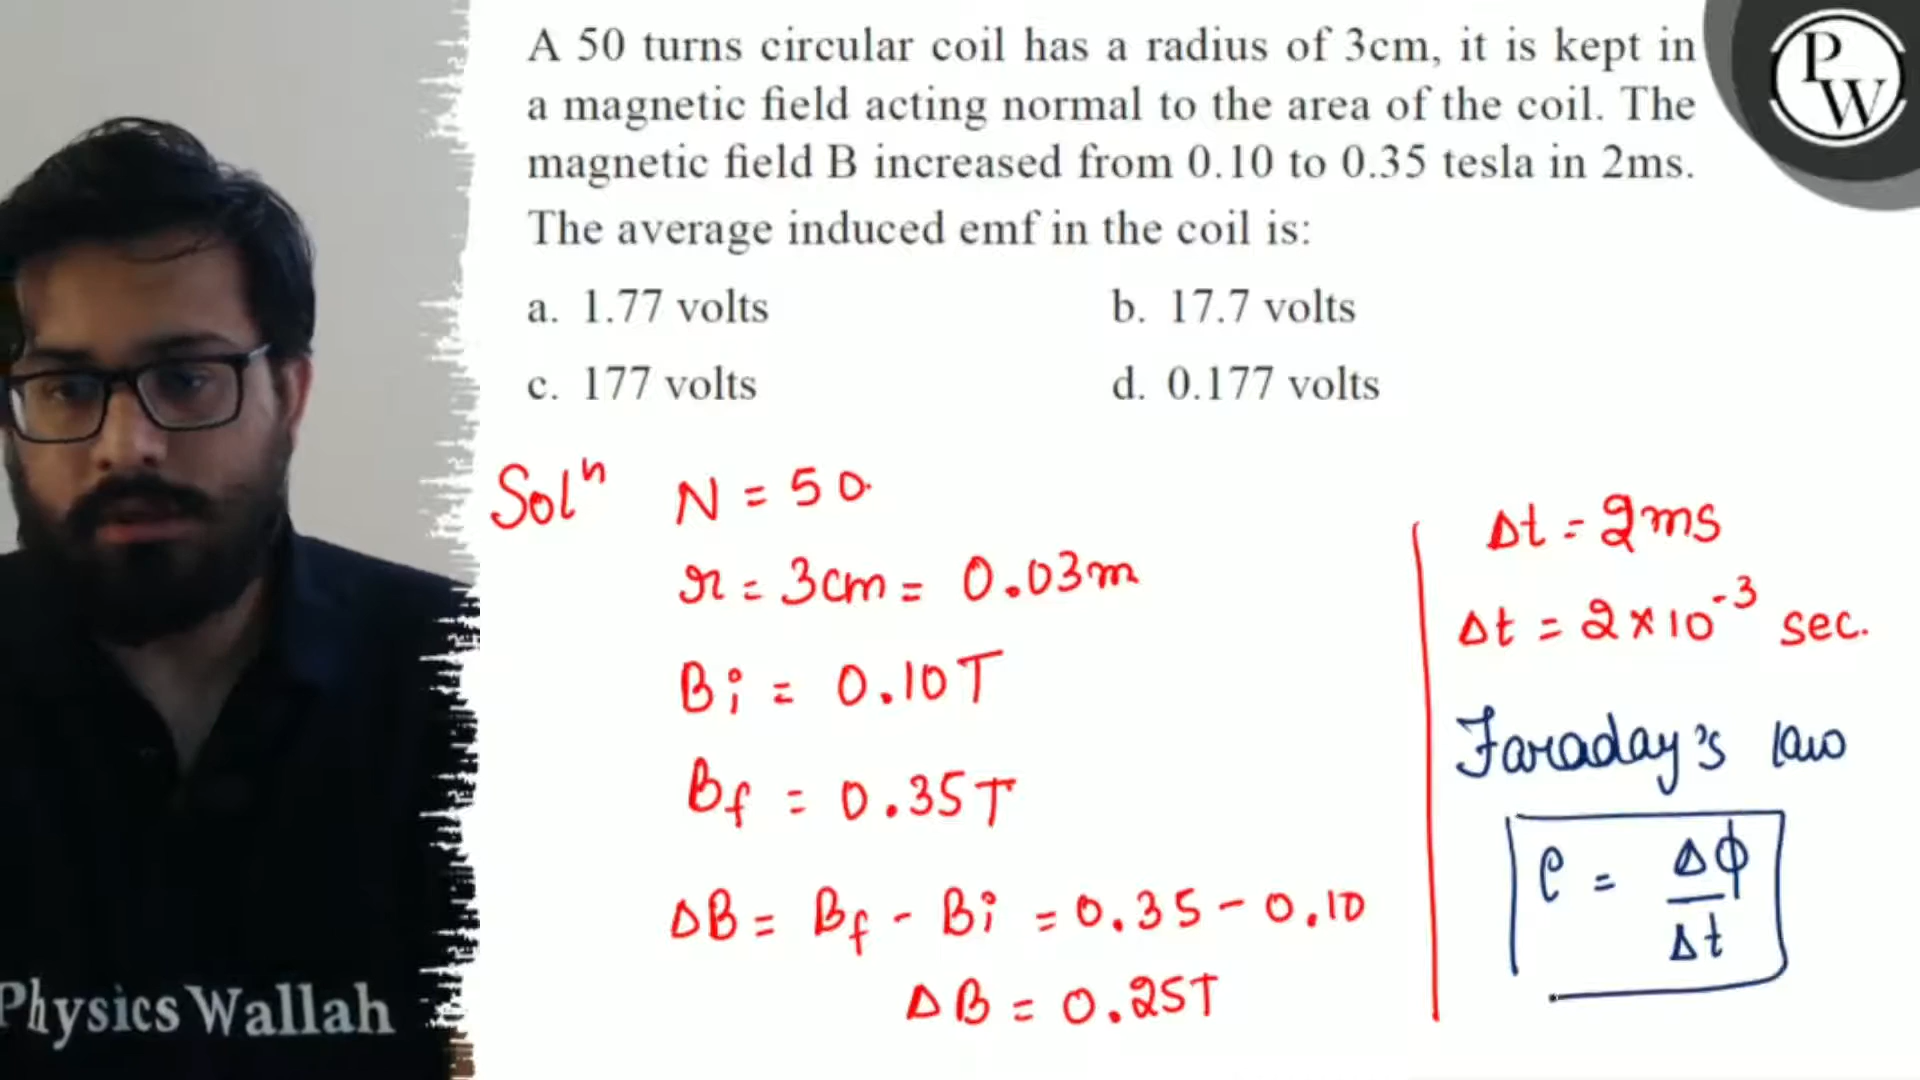 A 50 turns circular coil has a radius of 3cm, it is kept in
a magnetic field acting normal to the area of the coil. The
magnetic field B increased from 0.10 to 0.35 tesla in 2ms.
The average induced emf in the coil is:
a. 1.77 volts
b. 17.7 volts
c. 177 volts
d. 0.177 volts
PW
Solⁿ N = 50
r = 3cm = 0.03m
Bi = 0.10T
Bf = 0.35T
ΔB = Bf - Bi = 0.35 - 0.10
ΔB = 0.25T
Δt = 2ms
Δt = 2×10⁻³ sec.
Faraday's law
e = Δϕ/Δt
Physics Wallah